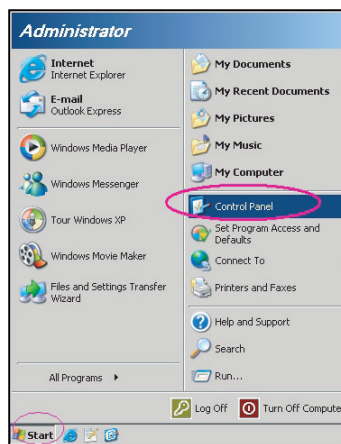 Administrator
Internet
Internet Explorer
E-mail
Outlook Express
Windows Media Player
Windows Messenger
Tour Windows XP
Windows Movie Maker
Files and Settings Transfer
Wizard
All Programs
My Documents
My Recent Documents
My Pictures
My Music
My Computer
Control Panel
Set Program Access and
Defaults
Connect To
Printers and Faxes
Help and Support
Search
Run...
Log Off
Turn Off Compute
Start